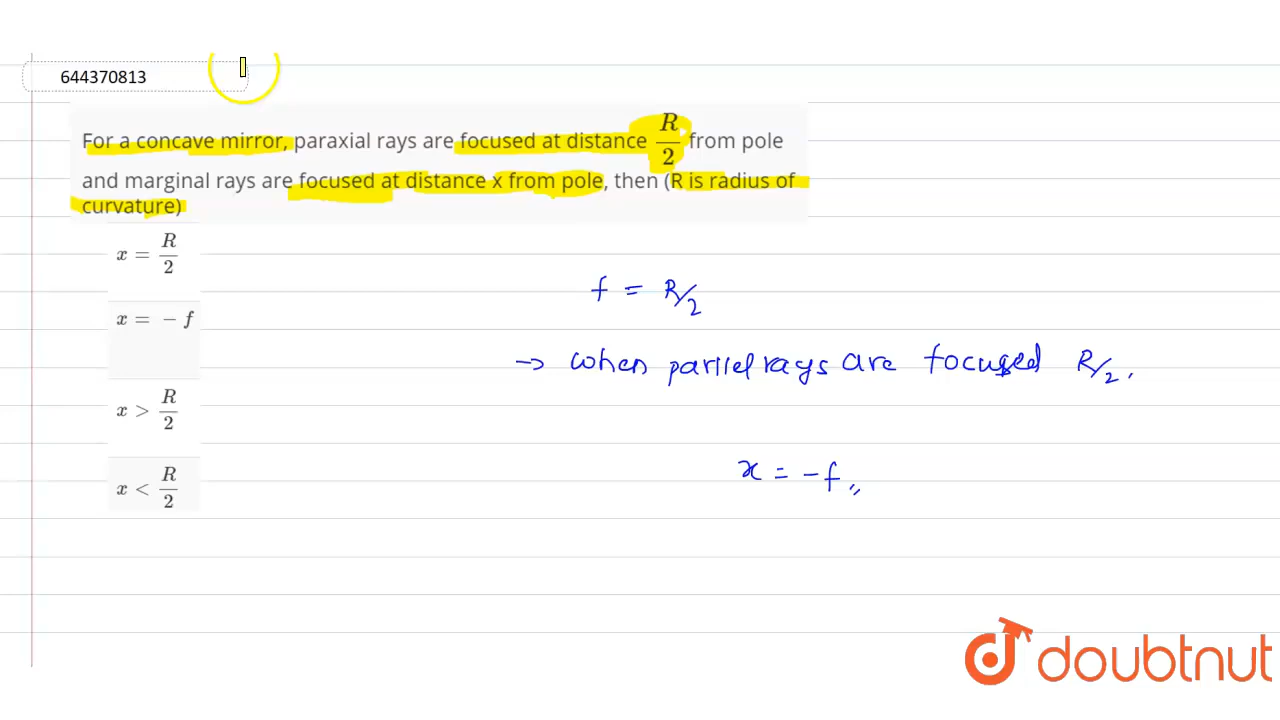 644370813
For a concave mirror, paraxial rays are focused at distance R/2 from pole
and marginal rays are focused at distance x from pole, then (R is radius of
curvature)
x = R/2
x = − f
x > R/2
x < R/2
f = R/2
→ when parllel rays are focused R/2.
x = -f
doubtnut